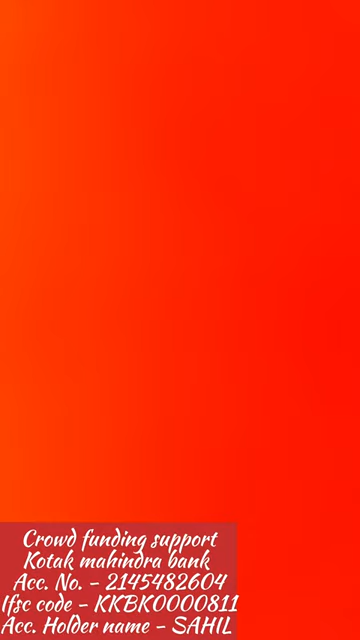 Crowd funding support
Kotak mahindra bank
Acc. No. - 2145482604
Ifsc code - KKBK0000811
Acc. Holder name - SAHIL